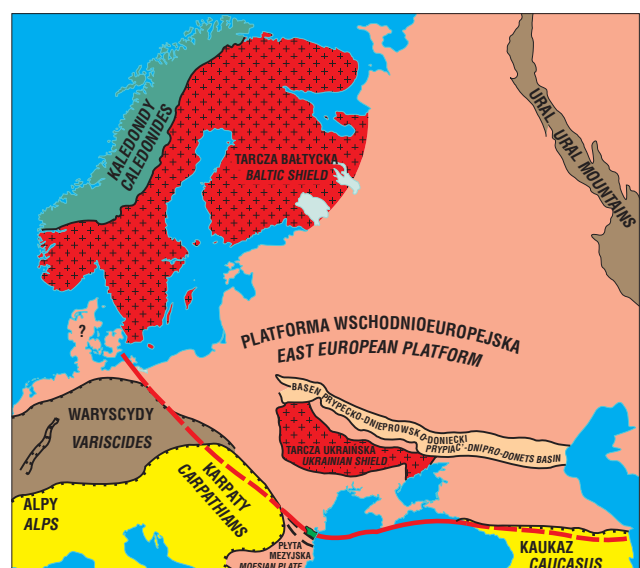 KALEDONIDY
CALEDONIDES
TARCZA BAŁTYCKA
BALTIC SHIELD
URAL URAL MOUNTAINS
?
PLATFORMA WSCHODNIOEUROPEJSKA
EAST EUROPEAN PLATFORM
BASEN PRYPECKO-DNIEPROWSKO-DONIECKI
PRYPIAĆ-DNIPRO-DONETS BASIN
WARYSCYDY
VARISCIDES
TARCZA UKRAIŃSKA
UKRAINIAN SHIELD
KARPATY
CARPATHIANS
ALPY
ALPS
PŁYTA
MEZYJSKA
MOESIAN PLATE
KAUKAZ
CAUCASUS